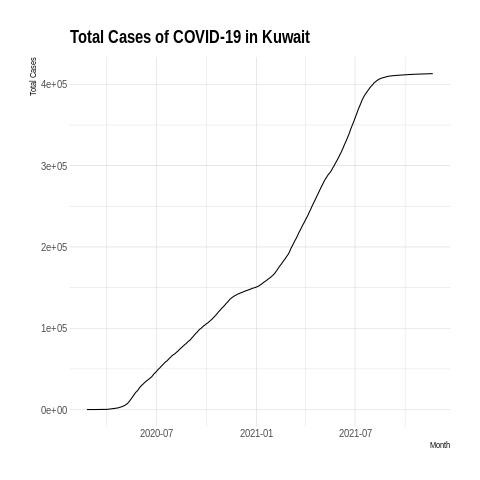 Total Cases of COVID-19 in Kuwait
Total Cases
4e+05
3e+05
2e+05
1e+05
0e+00
2020-07 2021-01 2021-07
Month